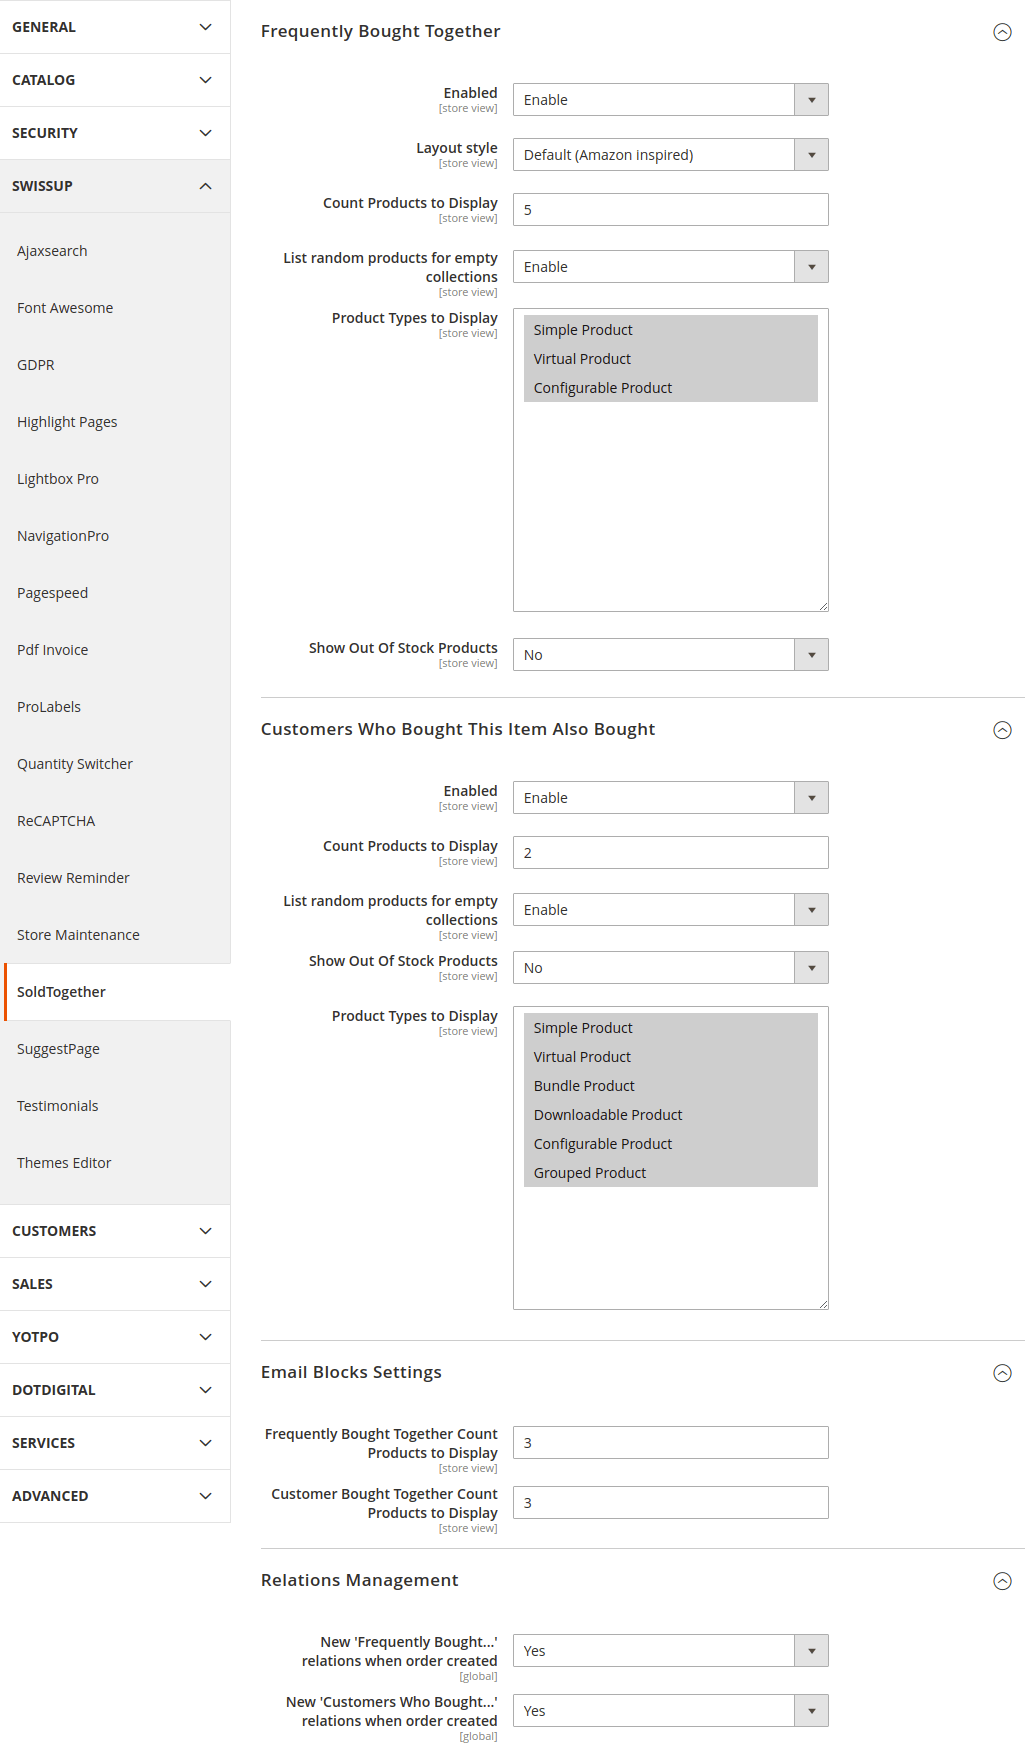 GENERAL
CATALOG
SECURITY
SWISSUP
Ajaxsearch
Font Awesome
GDPR
Highlight Pages
Lightbox Pro
NavigationPro
Pagespeed
Pdf Invoice
ProLabels
Quantity Switcher
ReCAPTCHA
Review Reminder
Store Maintenance
SoldTogether
SuggestPage
Testimonials
Themes Editor
CUSTOMERS
SALES
YOTPO
DOTDIGITAL
SERVICES
ADVANCED
Frequently Bought Together
Enabled
[store view]
Enable
Layout style
[store view]
Default (Amazon inspired)
Count Products to Display
[store view]
5
List random products for empty
collections
[store view]
Enable
Product Types to Display
[store view]
Simple Product
Virtual Product
Configurable Product
Show Out Of Stock Products
[store view]
No
Customers Who Bought This Item Also Bought
Enabled
[store view]
Enable
Count Products to Display
[store view]
2
List random products for empty
collections
[store view]
Enable
Show Out Of Stock Products
[store view]
No
Product Types to Display
[store view]
Simple Product
Virtual Product
Bundle Product
Downloadable Product
Configurable Product
Grouped Product
Email Blocks Settings
Frequently Bought Together Count
Products to Display
[store view]
3
Customer Bought Together Count
Products to Display
[store view]
3
Relations Management
New 'Frequently Bought...'
relations when order created
[global]
Yes
New 'Customers Who Bought...'
relations when order created
[global]
Yes